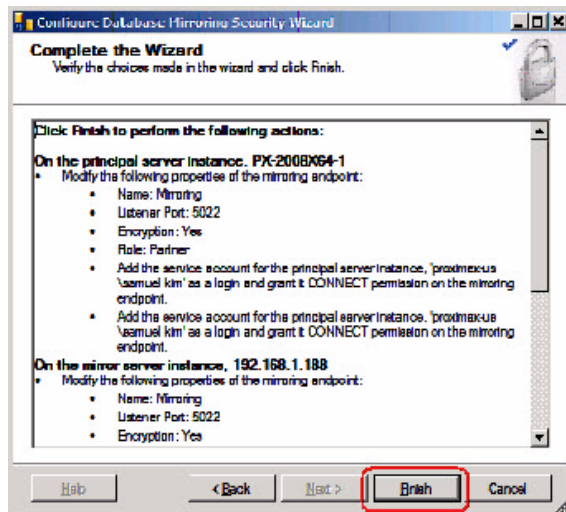 Configure Database Mirroring Security Wizard
Complete the Wizard
Verify the choices made in the wizard and click Finish.
Click Finish to perform the following actions:
On the principal server instance, PX-2008X64-1
• Modify the following properties of the mirroring endpoint:
• Name: Mirroring
• Listener Port: 5022
• Encryption: Yes
• Role: Partner
• Add the service account for the principal server instance, 'proximex-us
\samuel kim' as a login and grant it CONNECT permission on the mirroring
endpoint.
• Add the service account for the principal server instance, 'proximex-us
\samuel kim' as a login and grant it CONNECT permission on the mirroring
endpoint.
On the mirror server instance, 192.168.1.188
• Modify the following properties of the mirroring endpoint:
• Name: Mirroring
• Listener Port: 5022
• Encryption: Yes
Help
< Back
Next >
Finish
Cancel